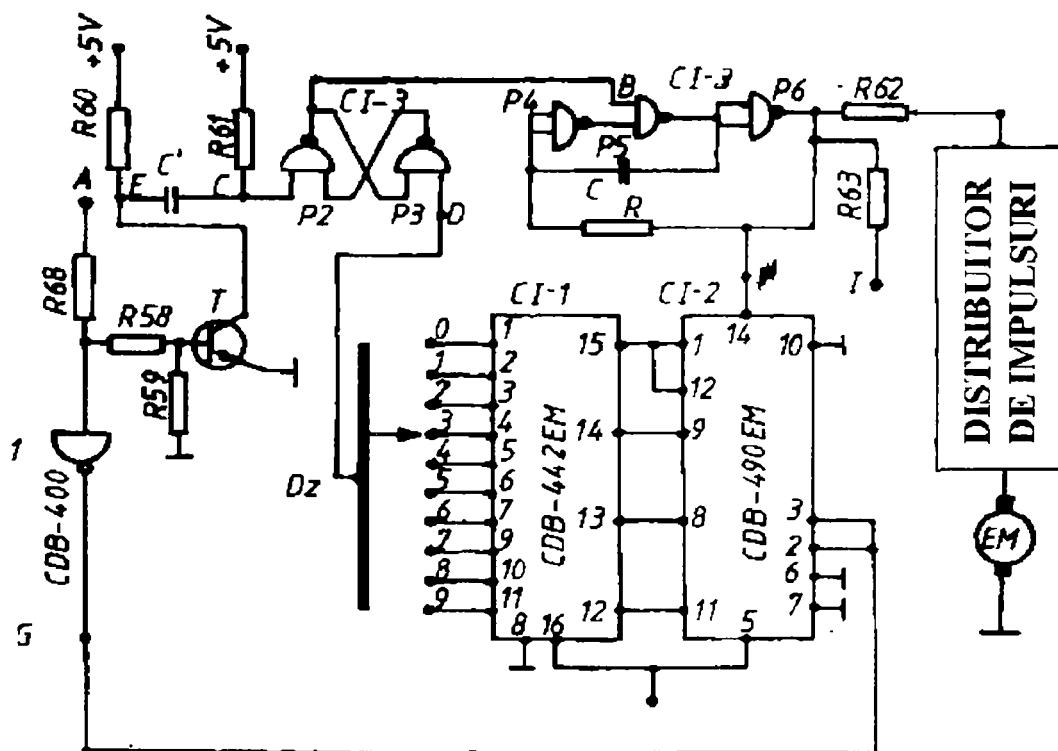 +5V
+5V
R60
R61
CI-3
B
CI-3
P4
P6
R62
A
E
C'
C
P2
P3
D
P5
C
R
R63
I
R68
R58
T
R59
CI-1
CI-2
14
0
1
1
2
2
3
3
4
4
5
5
6
6
7
7
9
8
10
9
11
8
16
15
14
13
12
CDB-442EM
1
12
9
8
11
5
CDB-490EM
10
3
2
6
7
Dz
1
CDB-400
G
DISTRIBUITOR
DE IMPULSURI
EM